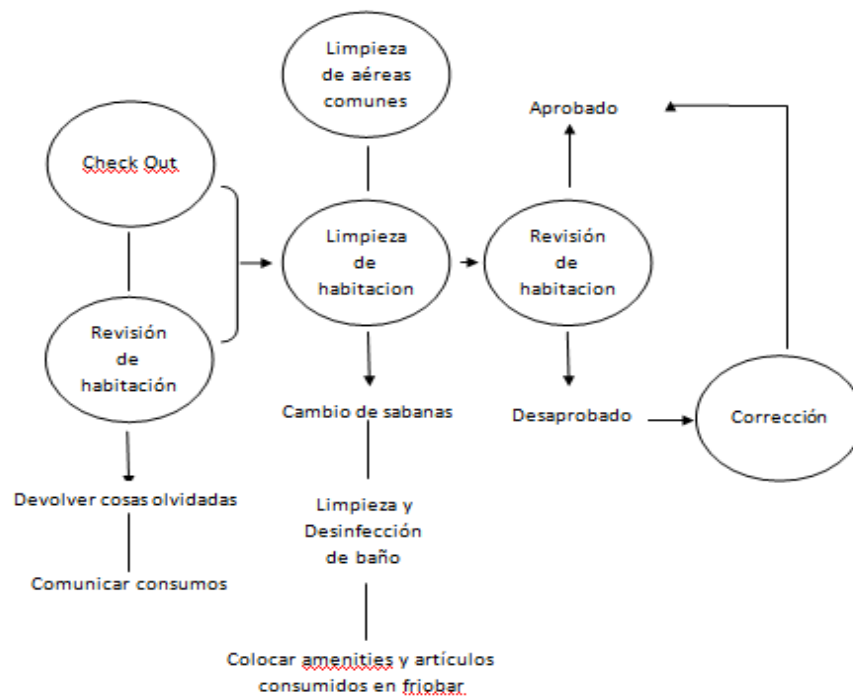 Limpieza
de aéreas
comunes
Check Out
Aprobado
Limpieza
de
habitacion
Revisión
de
habitacion
Revisión
de
habitación
Cambio de sabanas
Desaprobado
Corrección
Devolver cosas olvidadas
Limpieza y
Desinfección
de baño
Comunicar consumos
Colocar amenities y artículos
consumidos en friobar